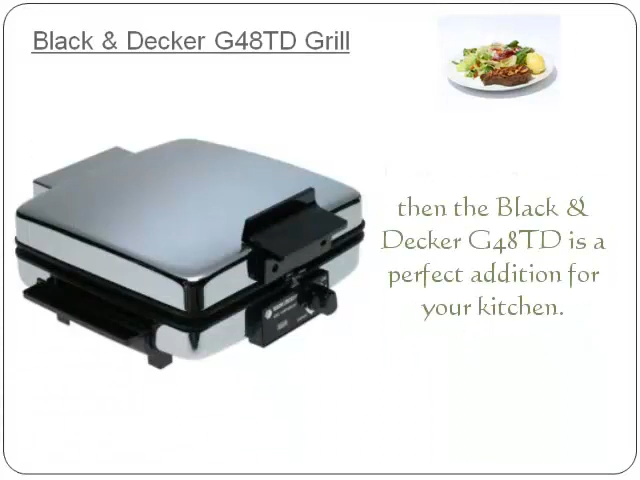 Black & Decker G48TD Grill
then the Black &
Decker G48TD is a
perfect addition for
your kitchen.